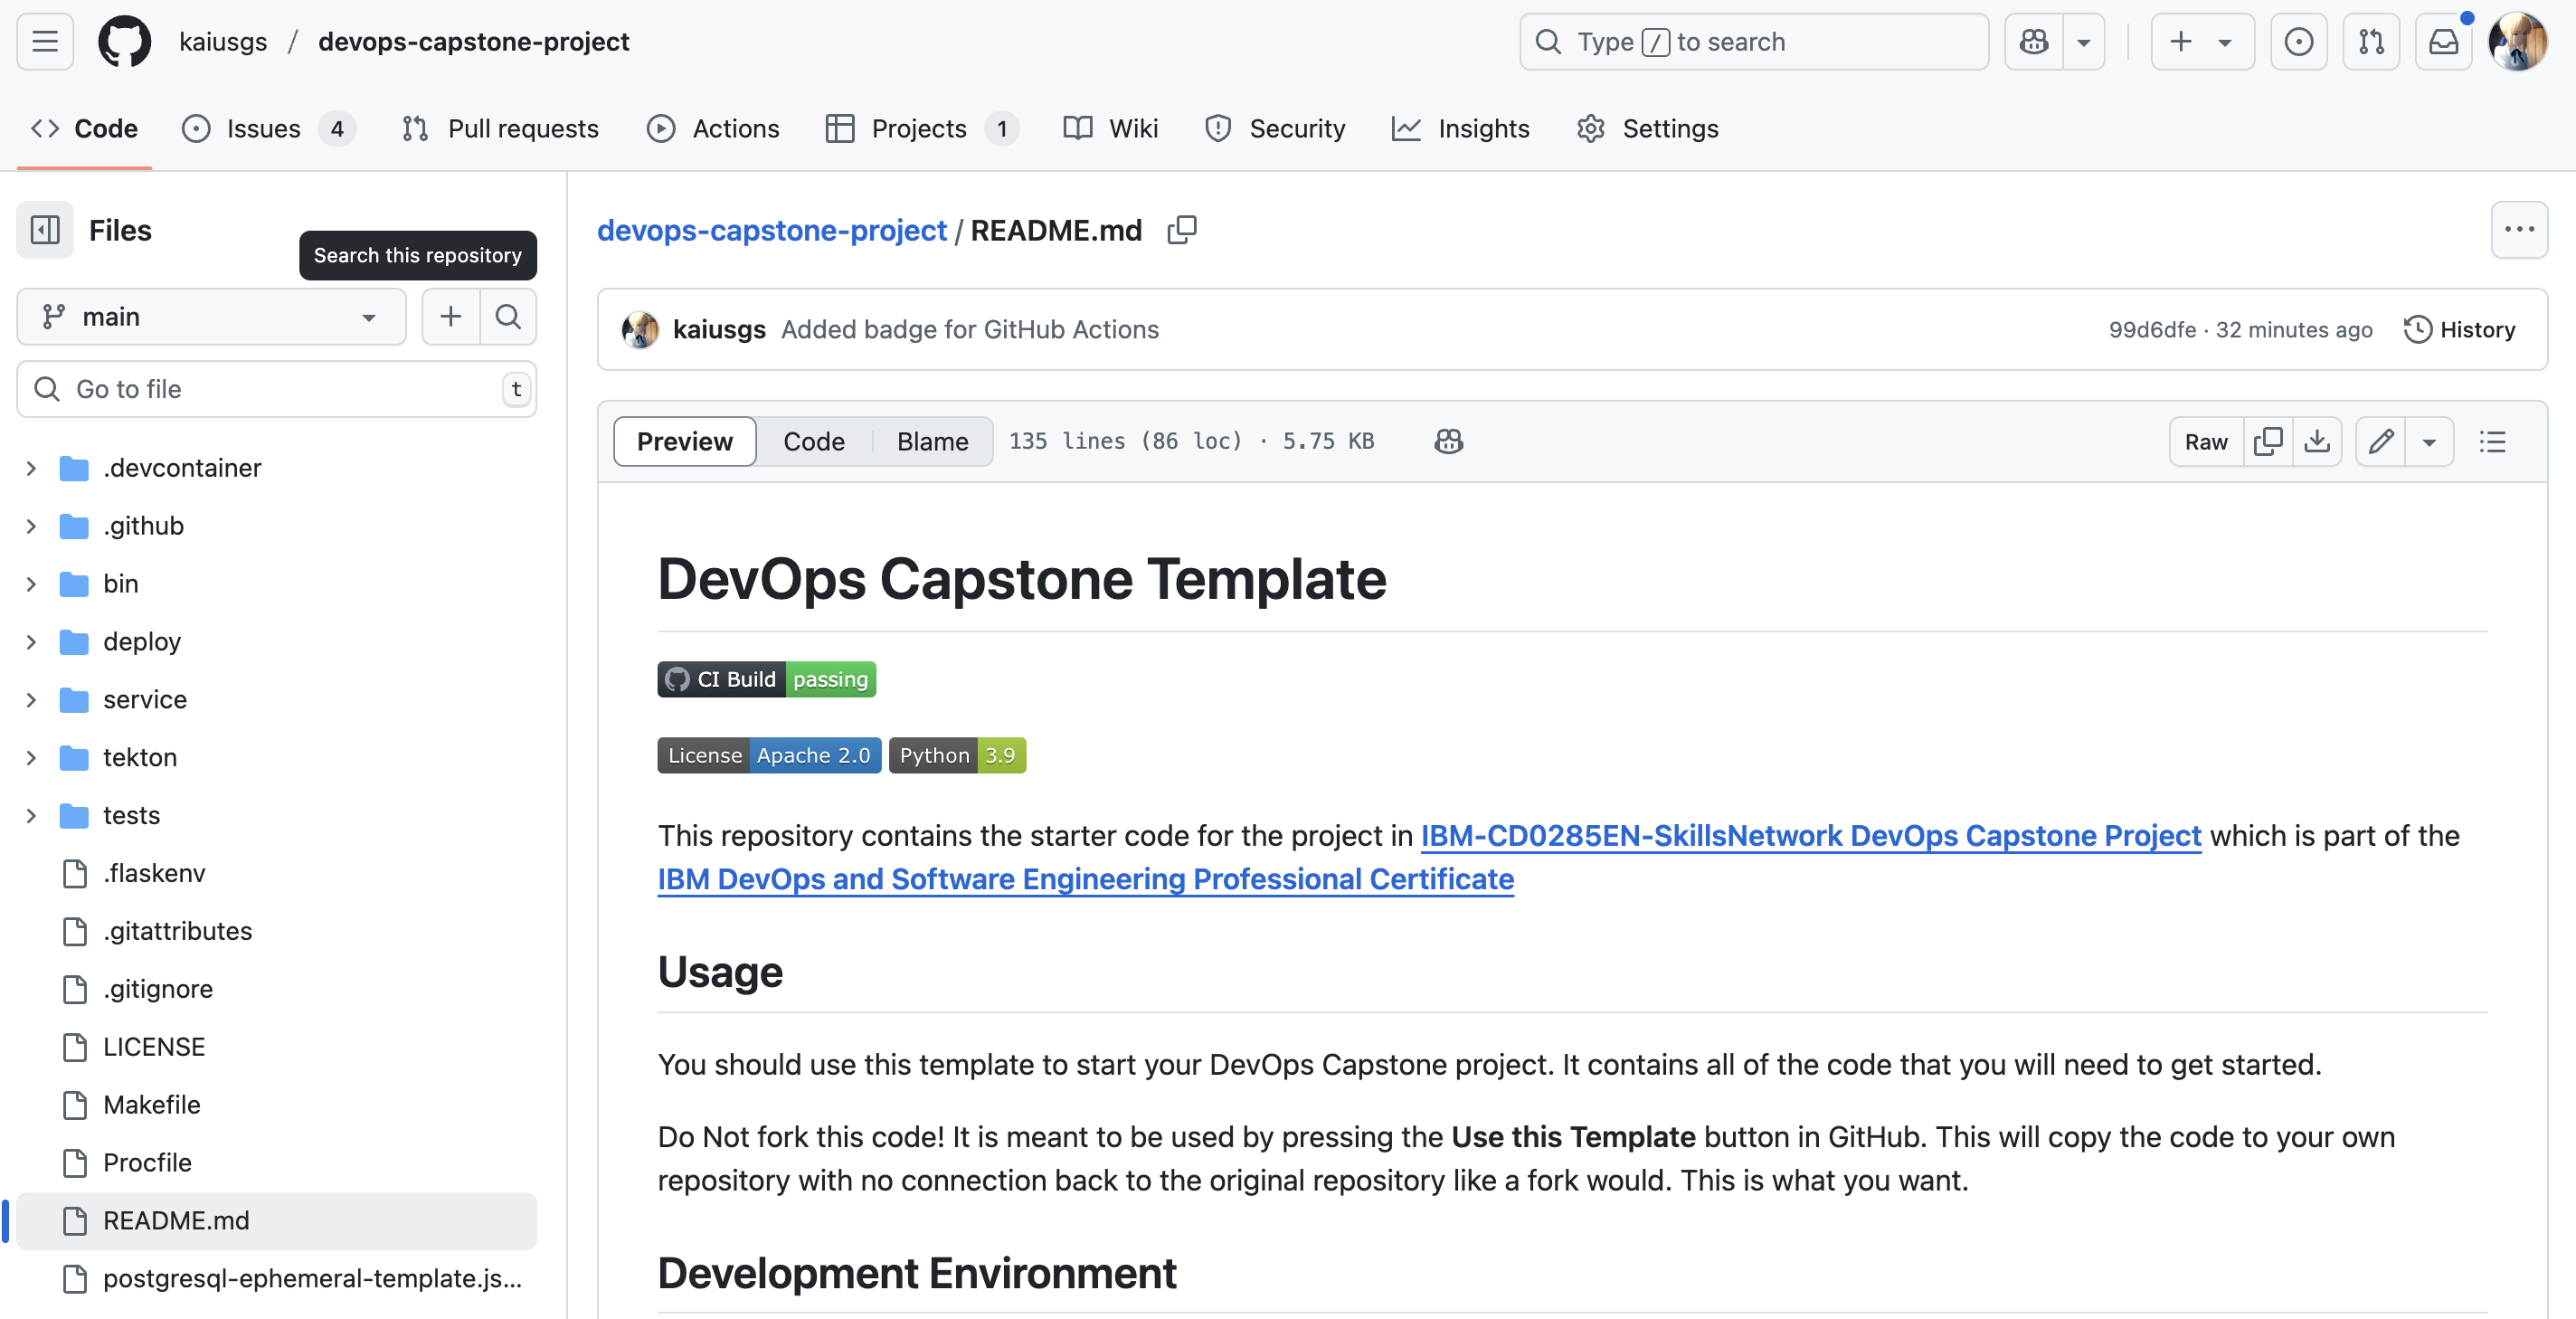 kaiusgs / devops-capstone-project
Type / to search
Code
Issues 4
Pull requests
Actions
Projects 1
Wiki
Security
Insights
Settings
Files
Search this repository
main
Go to file
t
.devcontainer
.github
bin
deploy
service
tekton
tests
.flaskenv
.gitattributes
.gitignore
LICENSE
Makefile
Procfile
README.md
postgresql-ephemeral-template.js...
devops-capstone-project / README.md
kaiusgs Added badge for GitHub Actions
99d6dfe · 32 minutes ago
History
Preview
Code
Blame
135 lines (86 loc) · 5.75 KB
Raw
DevOps Capstone Template
CI Build passing
License Apache 2.0 Python 3.9
This repository contains the starter code for the project in IBM-CD0285EN-SkillsNetwork DevOps Capstone Project which is part of the
IBM DevOps and Software Engineering Professional Certificate
Usage
You should use this template to start your DevOps Capstone project. It contains all of the code that you will need to get started.
Do Not fork this code! It is meant to be used by pressing the Use this Template button in GitHub. This will copy the code to your own
repository with no connection back to the original repository like a fork would. This is what you want.
Development Environment